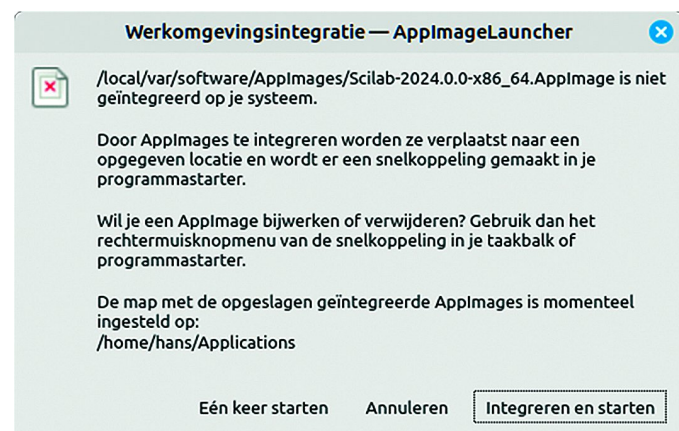 Werkomgevingsintegratie — AppImageLauncher
/local/var/software/AppImages/Scilab-2024.0.0-x86_64.AppImage is niet
geïntegreerd op je systeem.
Door AppImages te integreren worden ze verplaatst naar een
opgegeven locatie en wordt er een snelkoppeling gemaakt in je
programmastarter.
Wil je een AppImage bijwerken of verwijderen? Gebruik dan het
rechtermuisknopmenu van de snelkoppeling in je taakbalk of
programmastarter.
De map met de opgeslagen geïntegreerde AppImages is momenteel
ingesteld op:
/home/hans/Applications
Eén keer starten Annuleren Integreren en starten